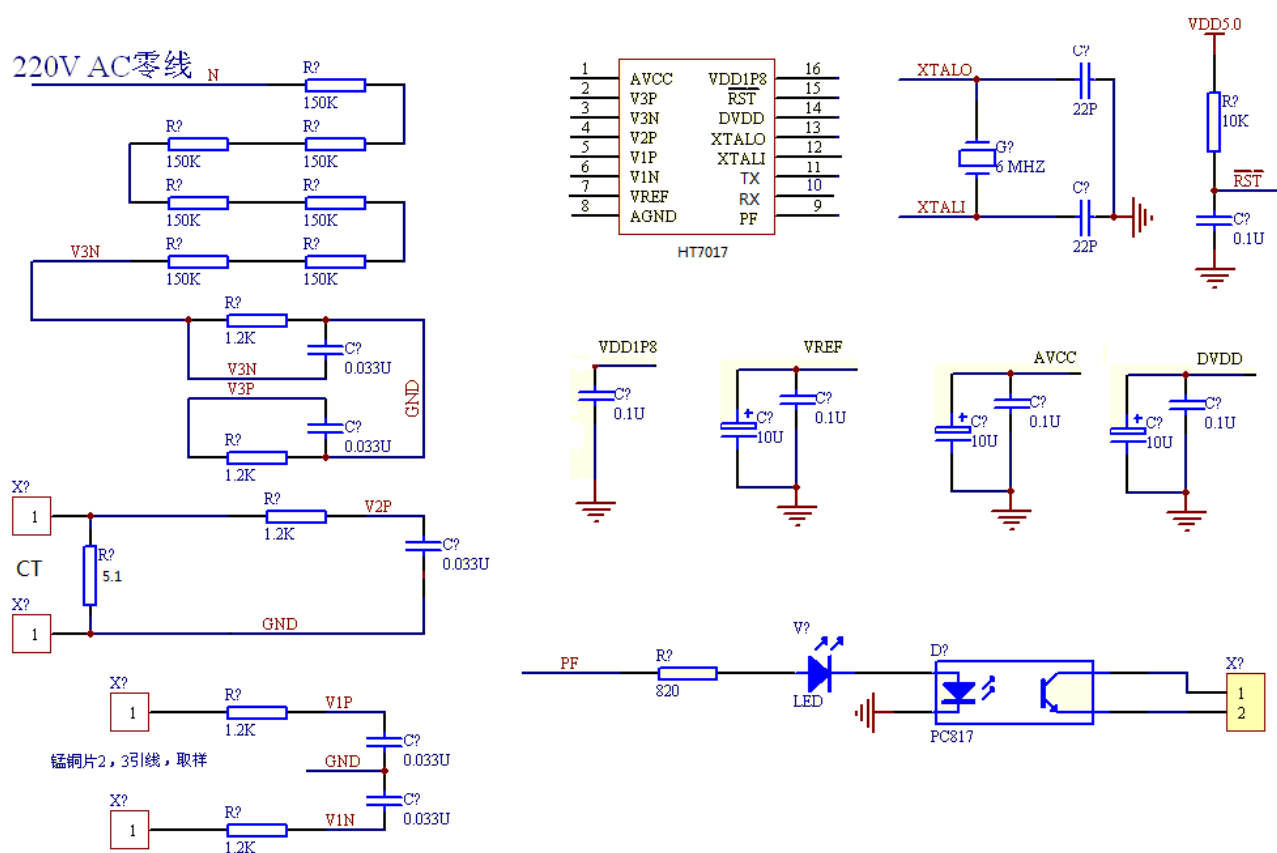 220V AC零线
N
R?
150K
R?
150K
R?
150K
R?
150K
R?
150K
V3N
R?
150K
R?
150K
R?
1.2K
C?
0.033U
V3N
V3P
GND
C?
0.033U
R?
1.2K
X?
1
R?
1.2K
V2P
C?
0.033U
CT
R?
5.1
X?
1
GND
X?
1
R?
1.2K
V1P
C?
0.033U
锰铜片2，3引线，取样
GND
C?
0.033U
X?
1
R?
1.2K
V1N
1 AVCC VDD1P8 16
2 V3P RST 15
3 V3N DVDD 14
4 V2P XTALO 13
5 V1P XTALI 12
6 V1N TX 11
7 VREF RX 10
8 AGND PF 9
HT7017
XTALO
C?
22P
G?
6 MHZ
XTALI
C?
22P
VDD5.0
R?
10K
RST
C?
0.1U
VDD1P8
C?
0.1U
VREF
+
C?
10U
C?
0.1U
AVCC
+
C?
10U
C?
0.1U
DVDD
+
C?
10U
C?
0.1U
PF
R?
820
V?
LED
D?
PC817
X?
1
2